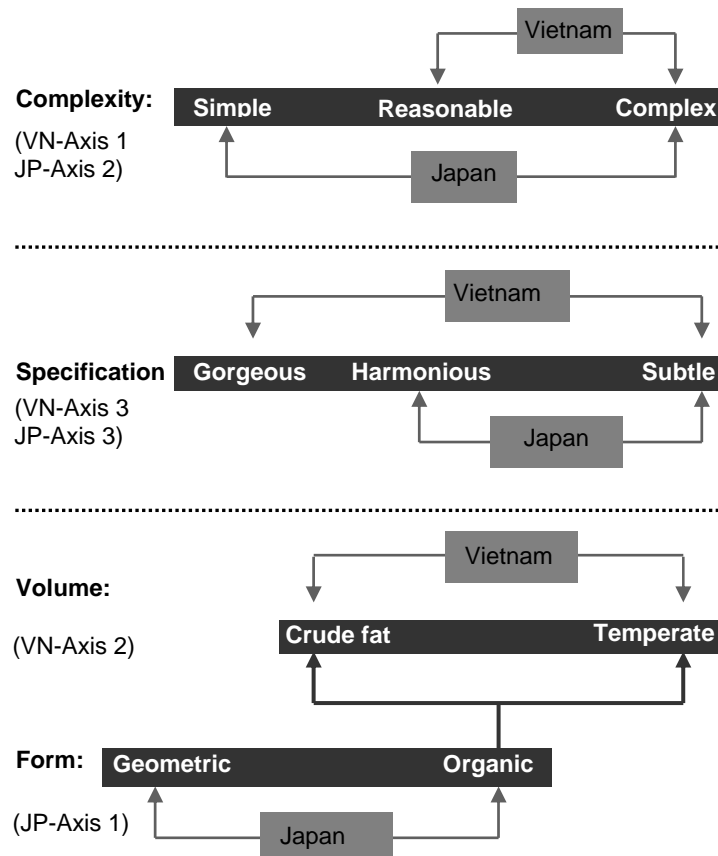 Vietnam
Complexity:
Simple Reasonable Complex
(VN-Axis 1
JP-Axis 2)
Japan
Vietnam
Specification
Gorgeous Harmonious Subtle
(VN-Axis 3
JP-Axis 3)
Japan
Vietnam
Volume:
Crude fat Temperate
(VN-Axis 2)
Form:
Geometric Organic
(JP-Axis 1)
Japan